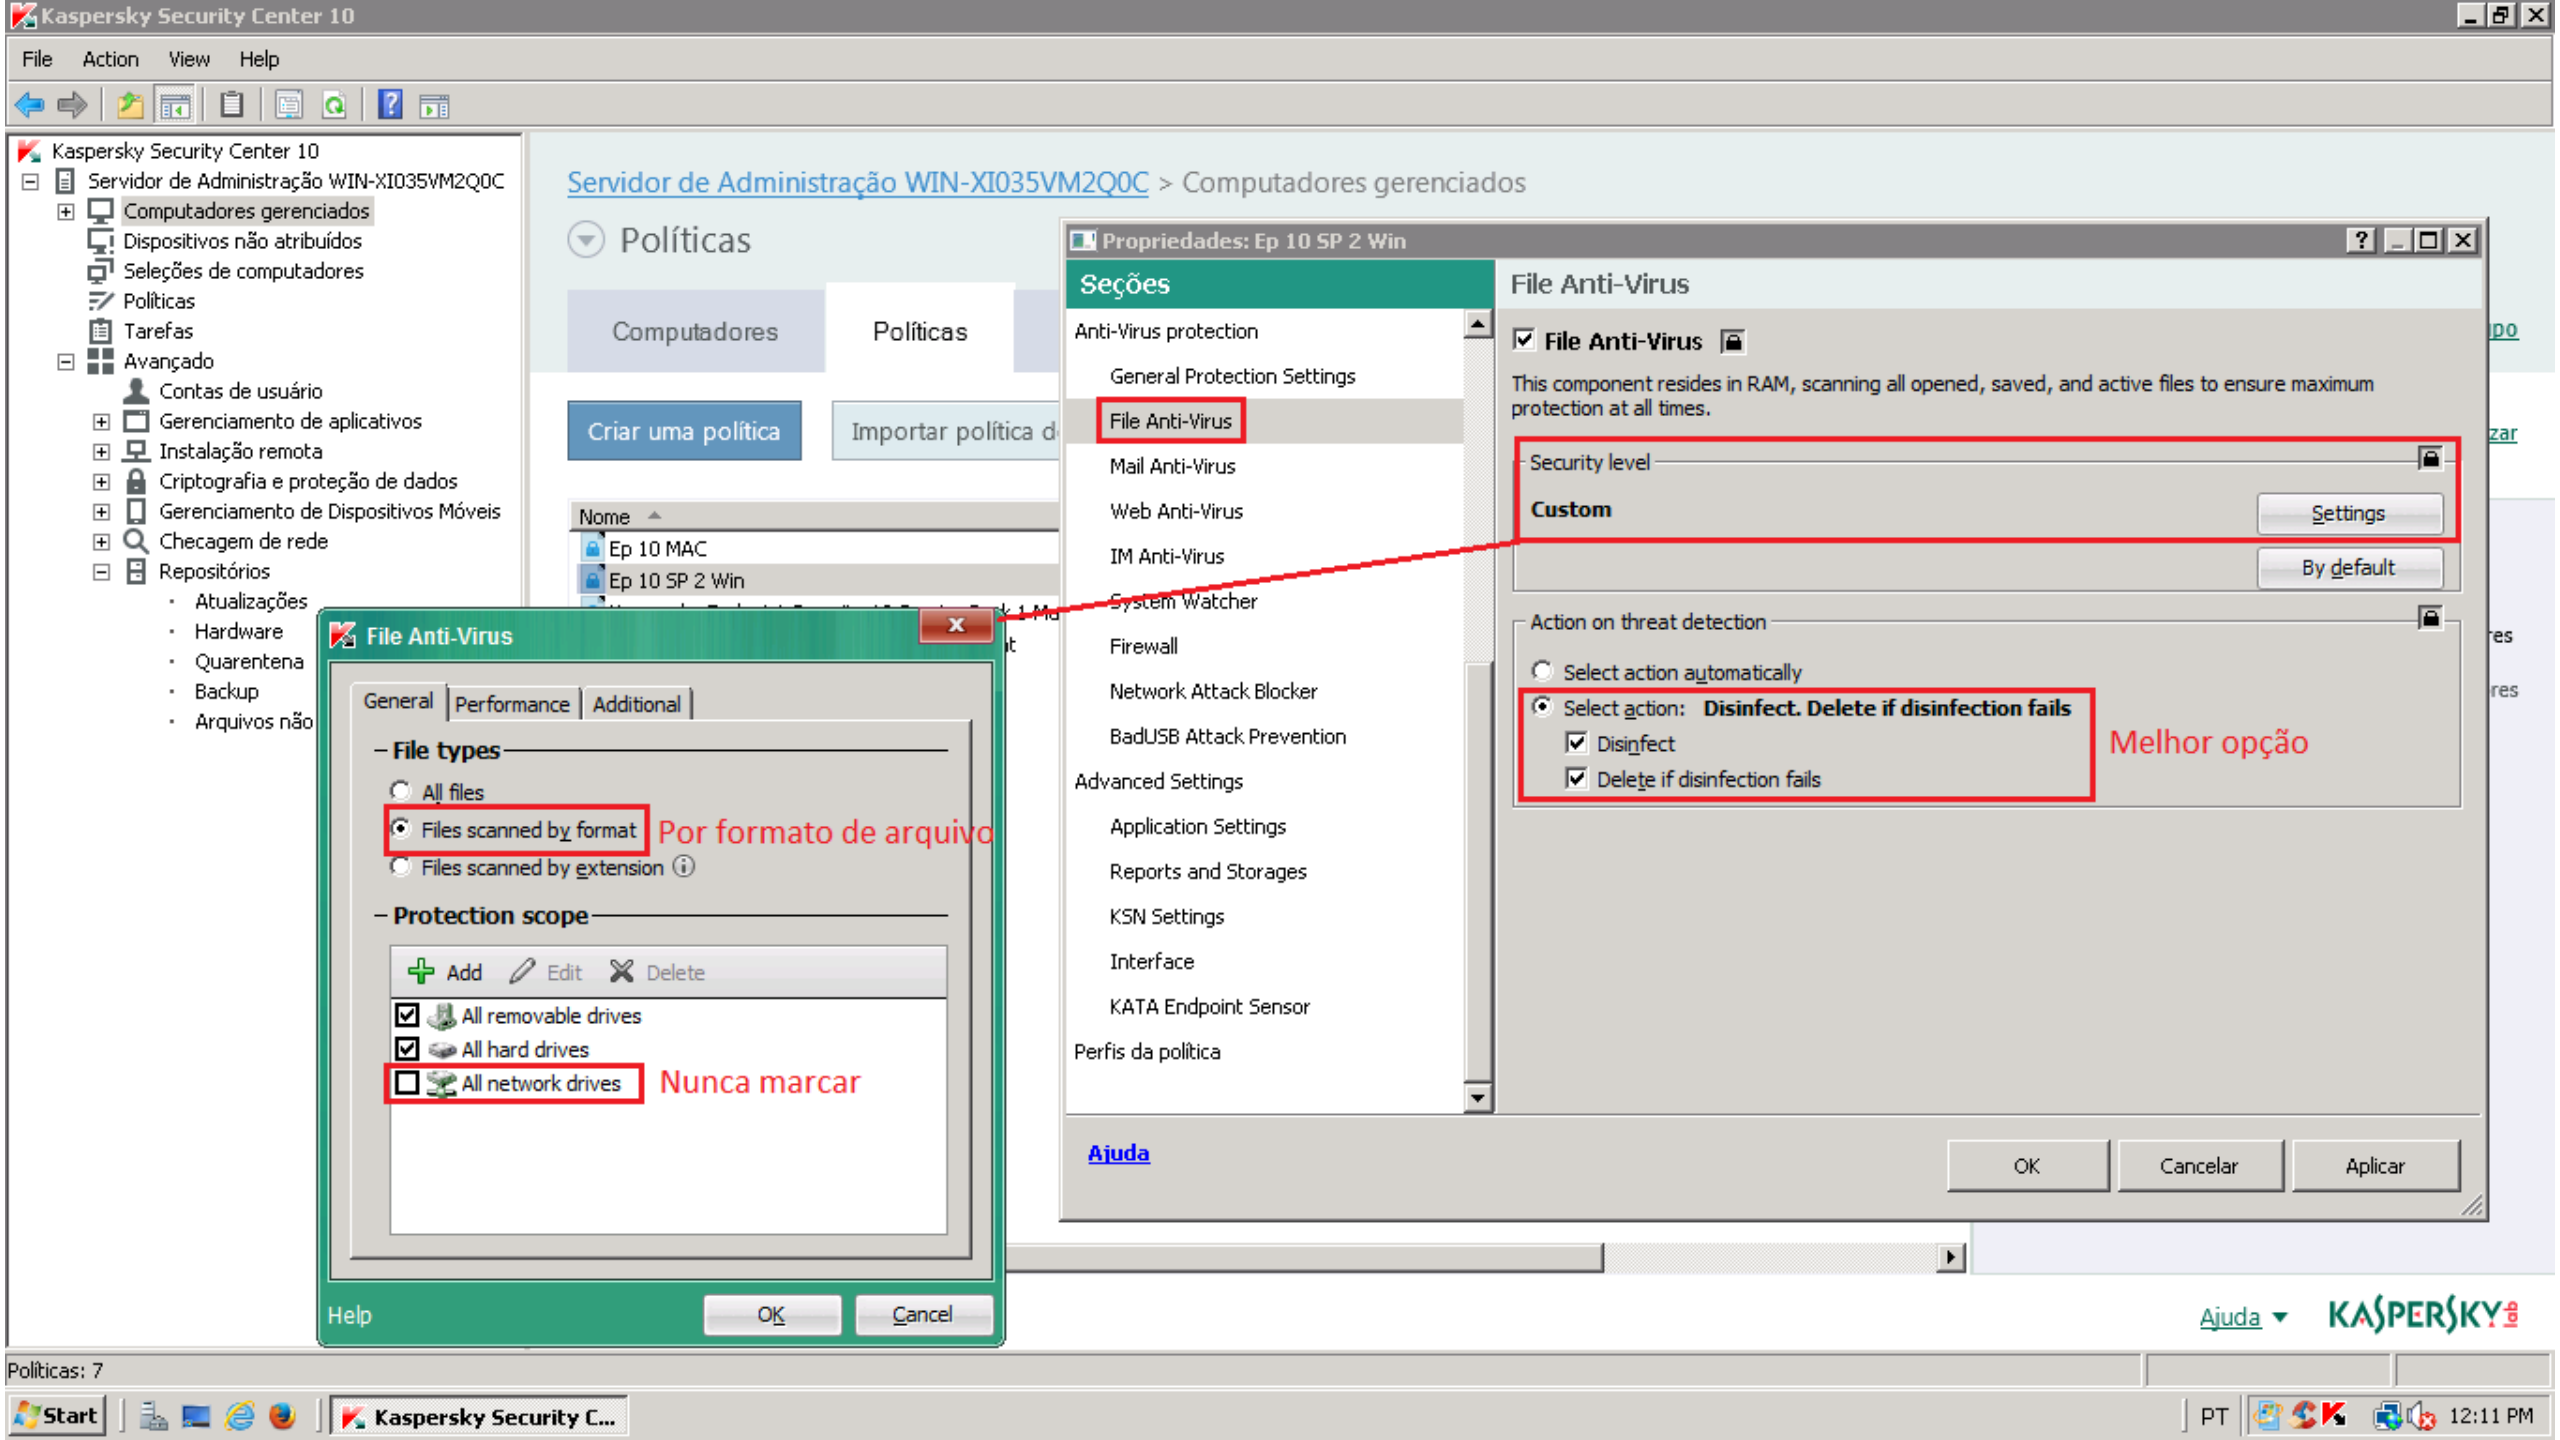 Kaspersky Security Center 10
File Action View Help
Kaspersky Security Center 10
Servidor de Administração WIN-XI035VM2Q0C
Computadores gerenciados
Dispositivos não atribuídos
Seleções de computadores
Políticas
Tarefas
Avançado
Contas de usuário
Gerenciamento de aplicativos
Instalação remota
Criptografia e proteção de dados
Gerenciamento de Dispositivos Móveis
Checagem de rede
Repositórios
Atualizações
Hardware
Quarentena
Backup
Arquivos não
Servidor de Administração WIN-XI035VM2Q0C > Computadores gerenciados
Políticas
Computadores Políticas
Criar uma política Importar política d
Nome
Ep 10 MAC
Ep 10 SP 2 Win
Propriedades: Ep 10 SP 2 Win
Seções
Anti-Virus protection
General Protection Settings
File Anti-Virus
Mail Anti-Virus
Web Anti-Virus
IM Anti-Virus
System Watcher
Firewall
Network Attack Blocker
BadUSB Attack Prevention
Advanced Settings
Application Settings
Reports and Storages
KSN Settings
Interface
KATA Endpoint Sensor
Perfis da política
File Anti-Virus
File Anti-Virus
This component resides in RAM, scanning all opened, saved, and active files to ensure maximum
protection at all times.
Security level
Custom
Settings
By default
Action on threat detection
Select action automatically
Select action: Disinfect. Delete if disinfection fails
Disinfect
Delete if disinfection fails
Melhor opção
Ajuda
OK Cancelar Aplicar
File Anti-Virus
General Performance Additional
File types
All files
Files scanned by format
Por formato de arquivo
Files scanned by extension
Protection scope
Add Edit Delete
All removable drives
All hard drives
All network drives
Nunca marcar
Help OK Cancel
Ajuda
KASPERSKY lab
Políticas: 7
Start Kaspersky Security C... PT 12:11 PM